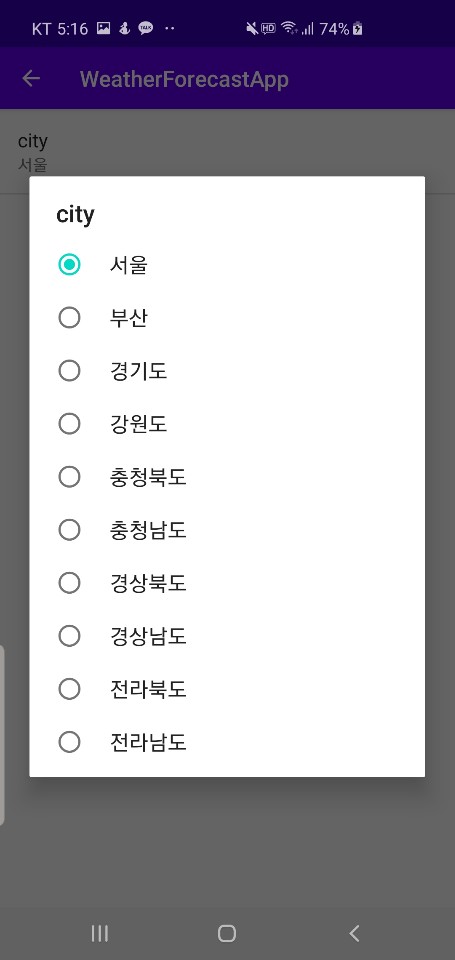 KT 5:16 TALK HD 74%
WeatherForecastApp
city
서울
city
서울
부산
경기도
강원도
충청북도
충청남도
경상북도
경상남도
전라북도
전라남도